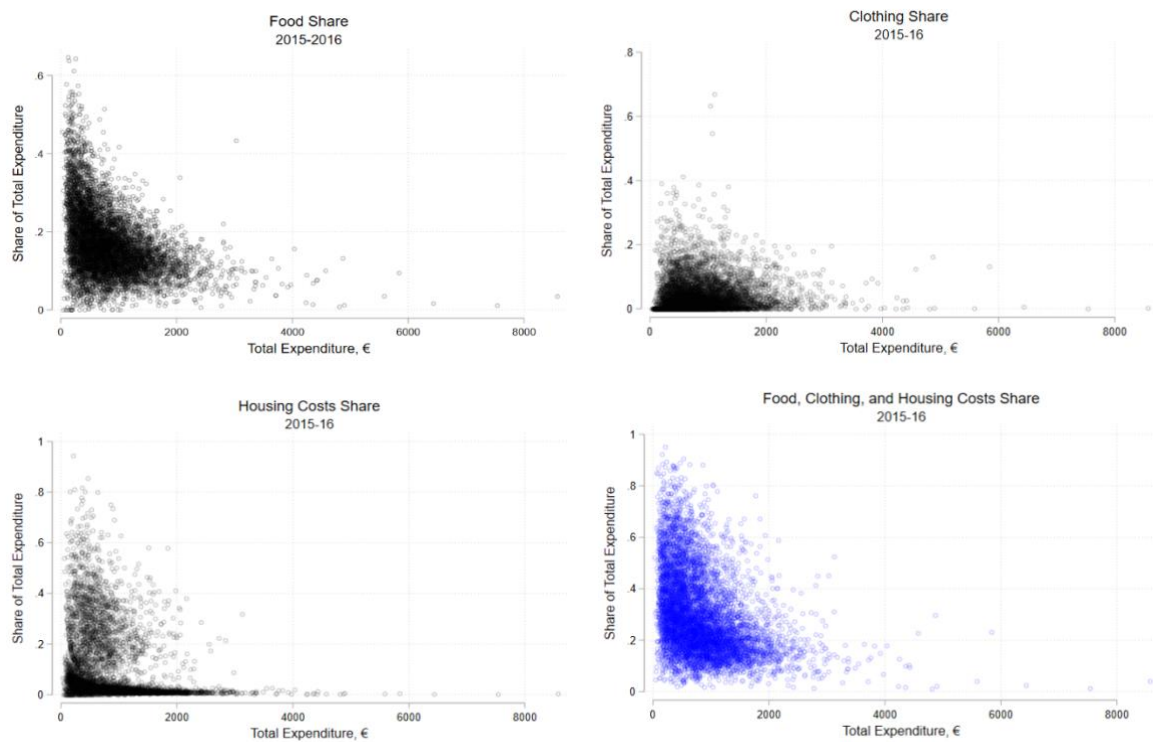 Food Share
2015-2016
Share of Total Expenditure
.6
.4
.2
0
0 2000 4000 6000 8000
Total Expenditure, €
Clothing Share
2015-16
Share of Total Expenditure
.8
.6
.4
.2
0
0 2000 4000 6000 8000
Total Expenditure, €
Housing Costs Share
2015-16
Share of Total Expenditure
1
.8
.6
.4
.2
0
0 2000 4000 6000 8000
Total Expenditure, €
Food, Clothing, and Housing Costs Share
2015-16
Share of Total Expenditure
1
.8
.6
.4
.2
0
0 2000 4000 6000 8000
Total Expenditure, €